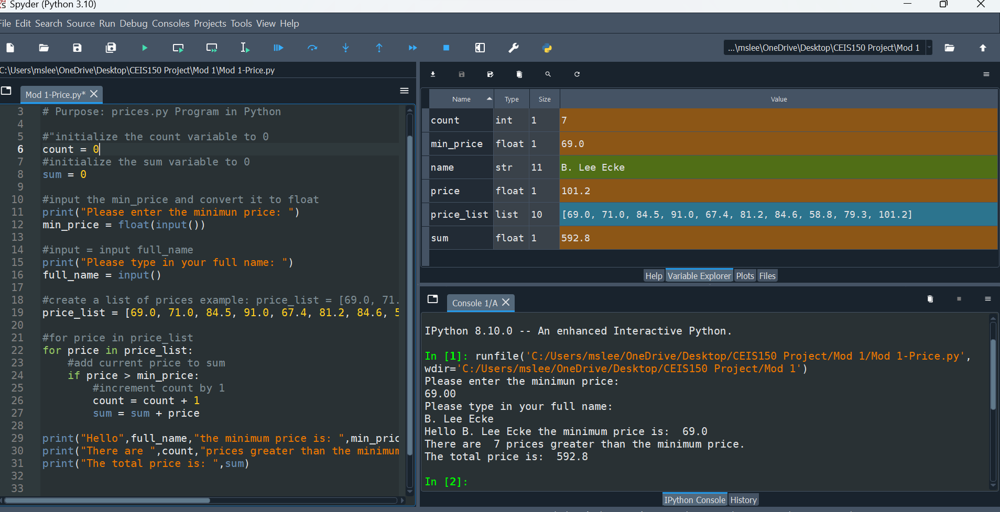 Spyder (Python 3.10)
File Edit Search Source Run Debug Consoles Projects Tools View Help
...\mslee\OneDrive\Desktop\CEIS150 Project\Mod 1
C:\Users\mslee\OneDrive\Desktop\CEIS150 Project\Mod 1\Mod 1-Price.py
Mod 1-Price.py*
3 # Purpose: prices.py Program in Python
4
5 #"initialize the count variable to 0
6 count = 0
7 #initialize the sum variable to 0
8 sum = 0
9
10 #input the min_price and convert it to float
11 print("Please enter the minimun price: ")
12 min_price = float(input())
13
14 #input = input full_name
15 print("Please type in your full name: ")
16 full_name = input()
17
18 #create a list of prices example: price_list = [69.0, 71.
19 price_list = [69.0, 71.0, 84.5, 91.0, 67.4, 81.2, 84.6, 5
20
21 #for price in price_list
22 for price in price_list:
23 #add current price to sum
24 if price > min_price:
25 #increment count by 1
26 count = count + 1
27 sum = sum + price
28
29 print("Hello",full_name,"the minimum price is: ",min_pric
30 print("There are ",count,"prices greater than the minimum
31 print("The total price is: ",sum)
32
33
Name Type Size Value
count int 1 7
min_price float 1 69.0
name str 11 B. Lee Ecke
price float 1 101.2
price_list list 10 [69.0, 71.0, 84.5, 91.0, 67.4, 81.2, 84.6, 58.8, 79.3, 101.2]
sum float 1 592.8
Help Variable Explorer Plots Files
Console 1/A
IPython 8.10.0 -- An enhanced Interactive Python.
In [1]: runfile('C:/Users/mslee/OneDrive/Desktop/CEIS150 Project/Mod 1/Mod 1-Price.py',
wdir='C:/Users/mslee/OneDrive/Desktop/CEIS150 Project/Mod 1')
Please enter the minimun price:
69.00
Please type in your full name:
B. Lee Ecke
Hello B. Lee Ecke the minimum price is:  69.0
There are  7 prices greater than the minimum price.
The total price is:  592.8
In [2]:
IPython Console History